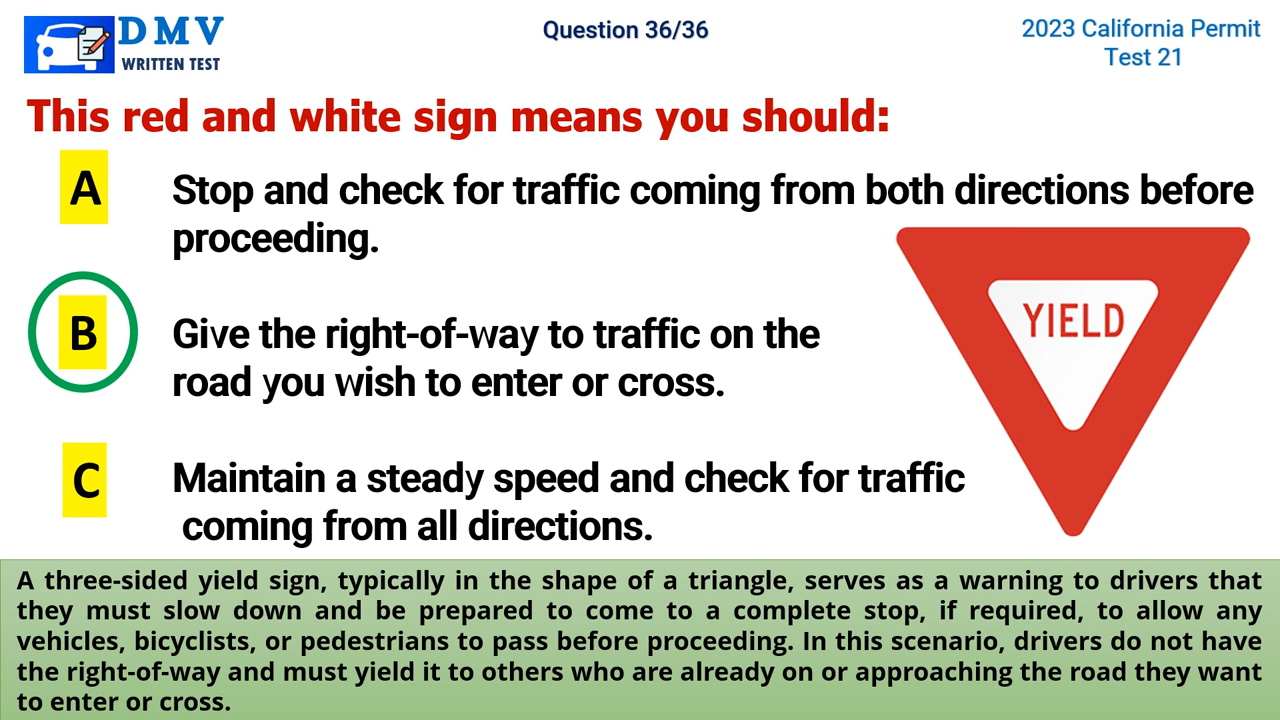 DMV
WRITTEN TEST
Question 36/36
2023 California Permit
Test 21
This red and white sign means you should:
A
Stop and check for traffic coming from both directions before
proceeding.
B
Give the right-of-way to traffic on the
road you wish to enter or cross.
YIELD
C
Maintain a steady speed and check for traffic
coming from all directions.
A three-sided yield sign, typically in the shape of a triangle, serves as a warning to drivers that
they must slow down and be prepared to come to a complete stop, if required, to allow any
vehicles, bicyclists, or pedestrians to pass before proceeding. In this scenario, drivers do not have
the right-of-way and must yield it to others who are already on or approaching the road they want
to enter or cross.